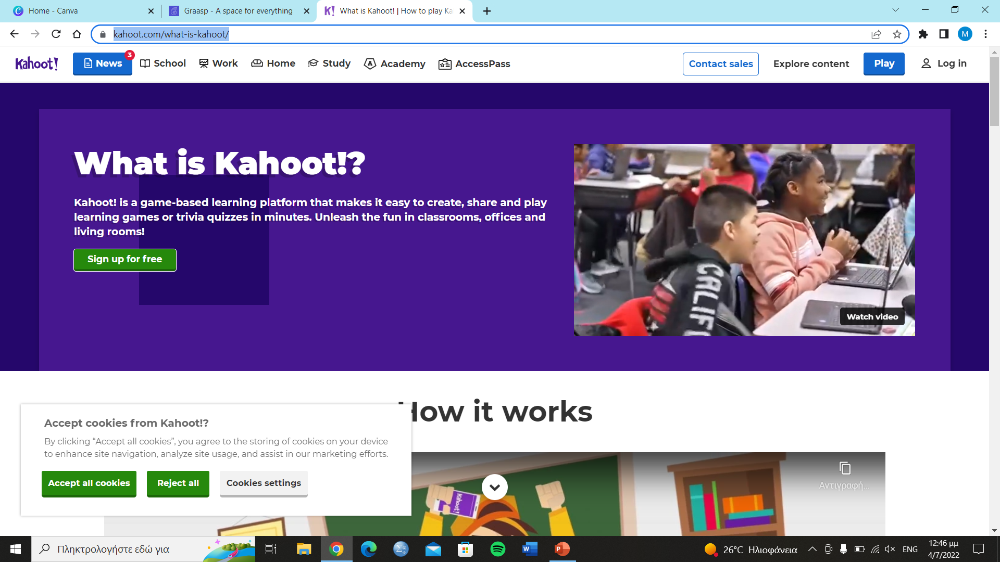 Home - Canva
Graasp - A space for everything
What is Kahoot! | How to play Ka
kahoot.com/what-is-kahoot/
M
Kahoot!
News 3
School
Work
Home
Study
Academy
AccessPass
Contact sales
Explore content
Play
Log in
What is Kahoot!?
Kahoot! is a game-based learning platform that makes it easy to create, share and play
learning games or trivia quizzes in minutes. Unleash the fun in classrooms, offices and
living rooms!
Sign up for free
CALIFO
Watch video
How it works
Accept cookies from Kahoot!?
By clicking “Accept all cookies”, you agree to the storing of cookies on your device
to enhance site navigation, analyze site usage, and assist in our marketing efforts.
Accept all cookies
Reject all
Cookies settings
Kahoot!
Αντιγραφή...
Πληκτρολογήστε εδώ για
26°C Ηλιοφάνεια
ENG
12:46 μμ
4/7/2022